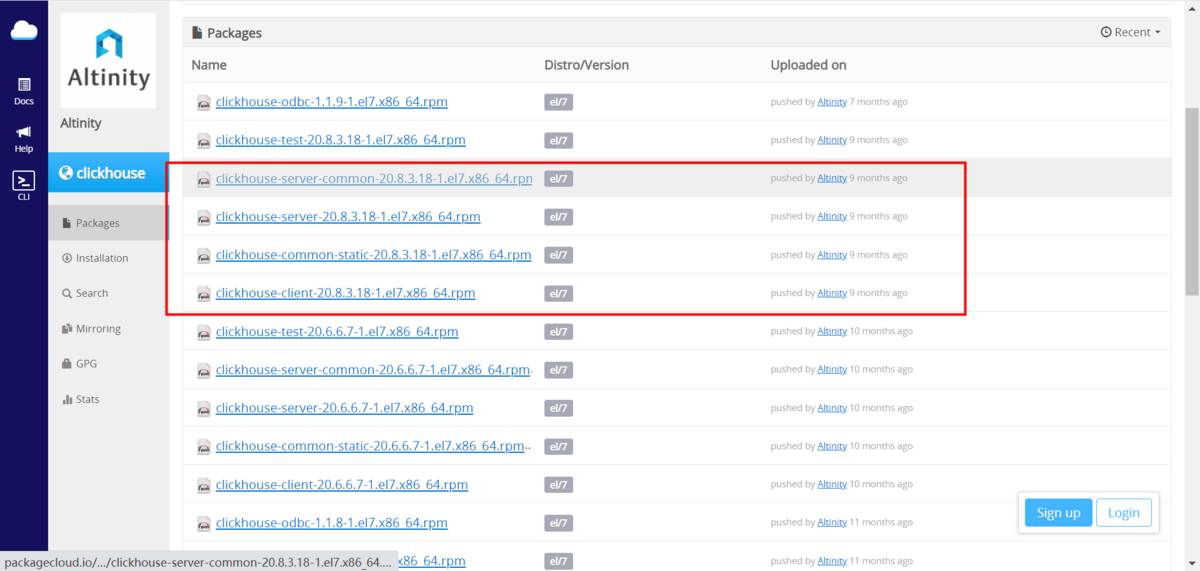 Docs
Help
CLI
Altinity
Altinity
clickhouse
Packages
Installation
Search
Mirroring
GPG
Stats
Packages
Recent
Name Distro/Version Uploaded on
clickhouse-odbc-1.1.9-1.el7.x86_64.rpm el/7 pushed by Altinity 7 months ago
clickhouse-test-20.8.3.18-1.el7.x86_64.rpm el/7 pushed by Altinity 9 months ago
clickhouse-server-common-20.8.3.18-1.el7.x86_64.rpm el/7 pushed by Altinity 9 months ago
clickhouse-server-20.8.3.18-1.el7.x86_64.rpm el/7 pushed by Altinity 9 months ago
clickhouse-common-static-20.8.3.18-1.el7.x86_64.rpm el/7 pushed by Altinity 9 months ago
clickhouse-client-20.8.3.18-1.el7.x86_64.rpm el/7 pushed by Altinity 9 months ago
clickhouse-test-20.6.6.7-1.el7.x86_64.rpm el/7 pushed by Altinity 10 months ago
clickhouse-server-common-20.6.6.7-1.el7.x86_64.rpm. el/7 pushed by Altinity 10 months ago
clickhouse-server-20.6.6.7-1.el7.x86_64.rpm el/7 pushed by Altinity 10 months ago
clickhouse-common-static-20.6.6.7-1.el7.x86_64.rpm.. el/7 pushed by Altinity 10 months ago
clickhouse-client-20.6.6.7-1.el7.x86_64.rpm el/7 pushed by Altinity 10 months ago
clickhouse-odbc-1.1.8-1.el7.x86_64.rpm el/7 pushed by Altinity 11 months ago
x86_64.rpm el/7 pushed by Altinity 11 months ago
Sign up Login
packagecloud.io/.../clickhouse-server-common-20.8.3.18-1.el7.x86_64....